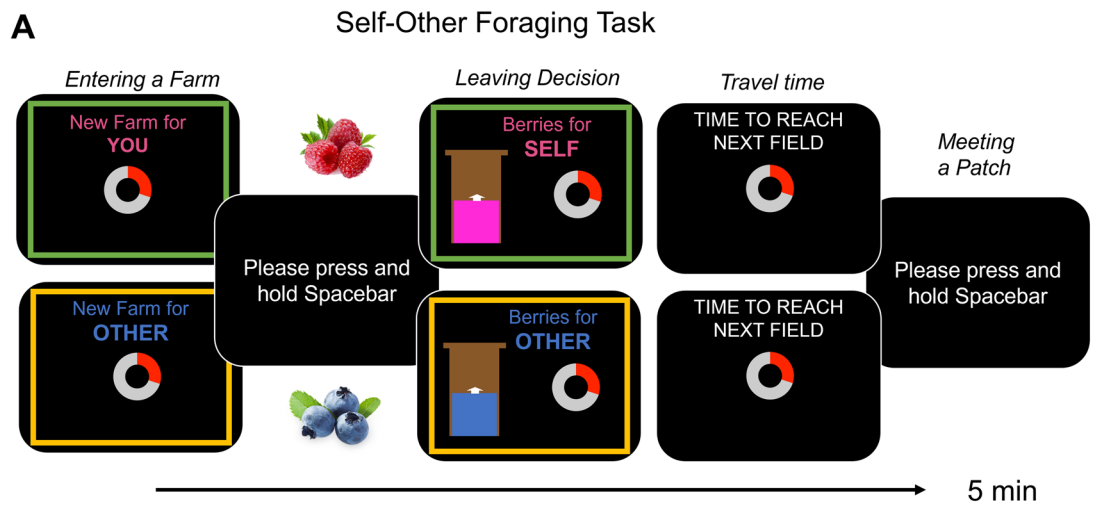 A
Self-Other Foraging Task
Entering a Farm
New Farm for
YOU
New Farm for
OTHER
Please press and
hold Spacebar
Leaving Decision
Berries for
SELF
Berries for
OTHER
Travel time
TIME TO REACH
NEXT FIELD
TIME TO REACH
NEXT FIELD
Meeting
a Patch
Please press and
hold Spacebar
5 min